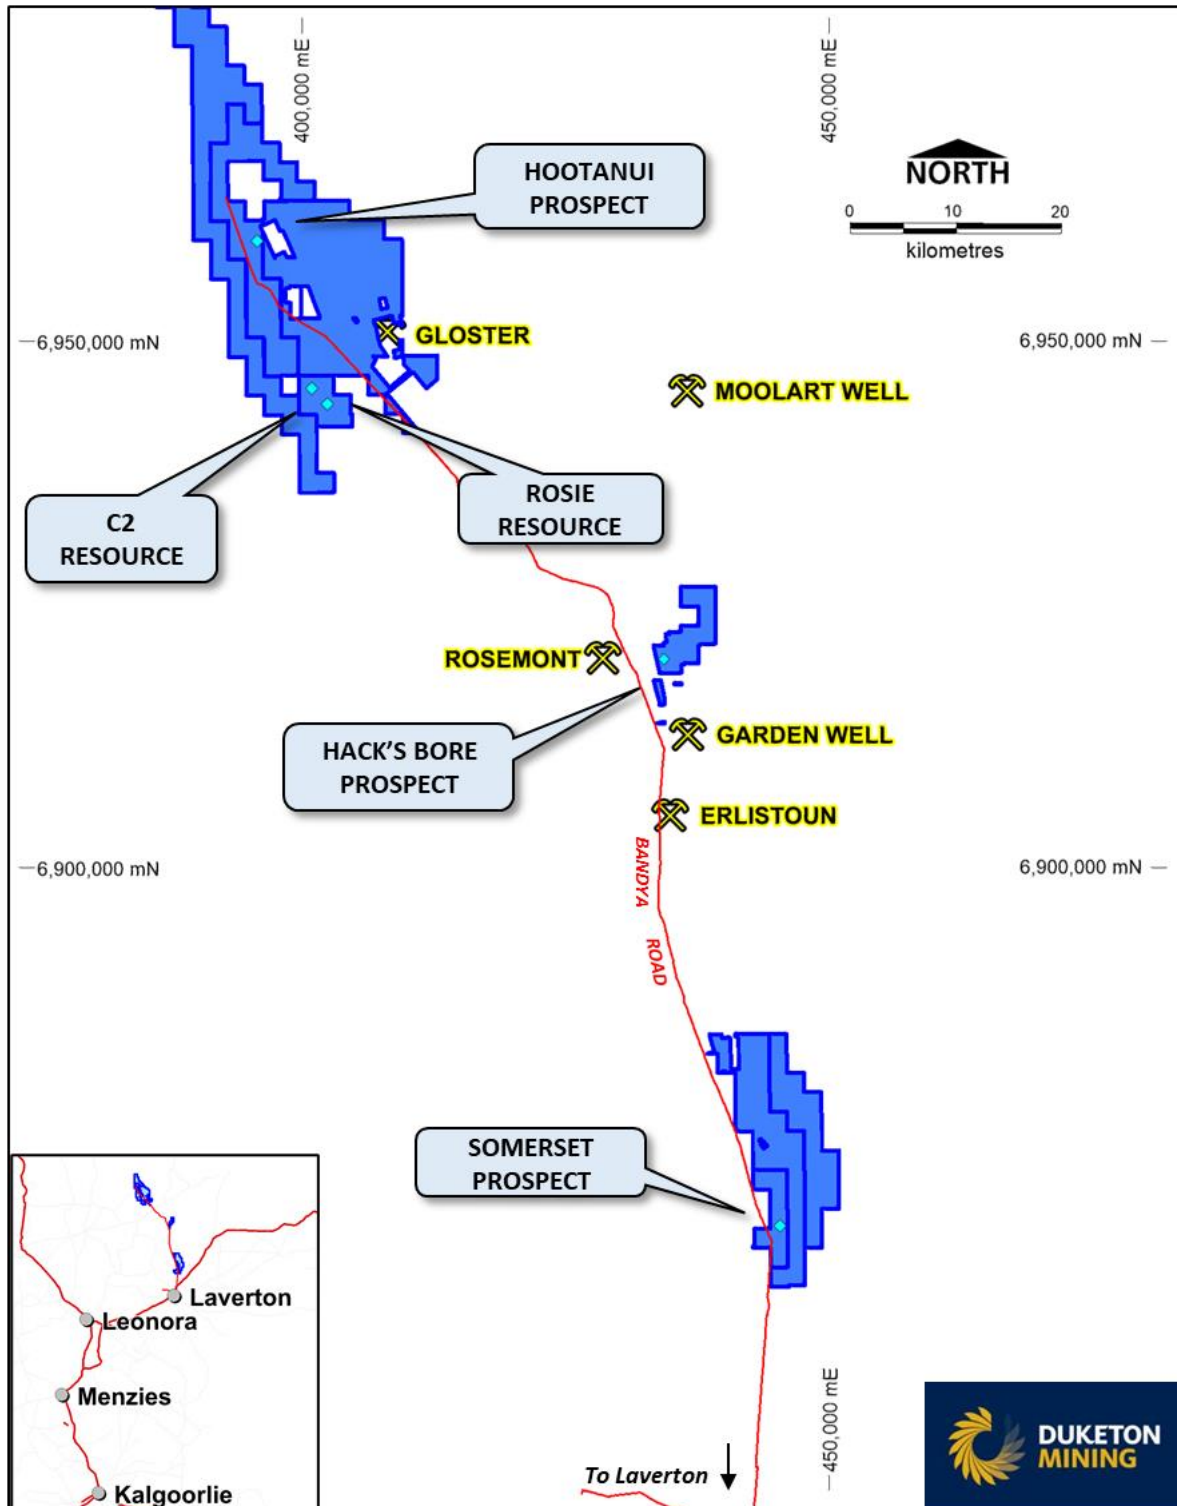 400,000 mE
450,000 mE
HOOTANUI
PROSPECT
NORTH
0 10 20
kilometres
6,950,000 mN
GLOSTER
6,950,000 mN
MOOLART WELL
C2
RESOURCE
ROSIE
RESOURCE
ROSEMONT
HACK'S BORE
PROSPECT
GARDEN WELL
ERLISTOUN
6,900,000 mN
6,900,000 mN
BANDYA
ROAD
SOMERSET
PROSPECT
Laverton
Leonora
Menzies
Kalgoorlie
To Laverton
450,000 mE
DUKETON
MINING